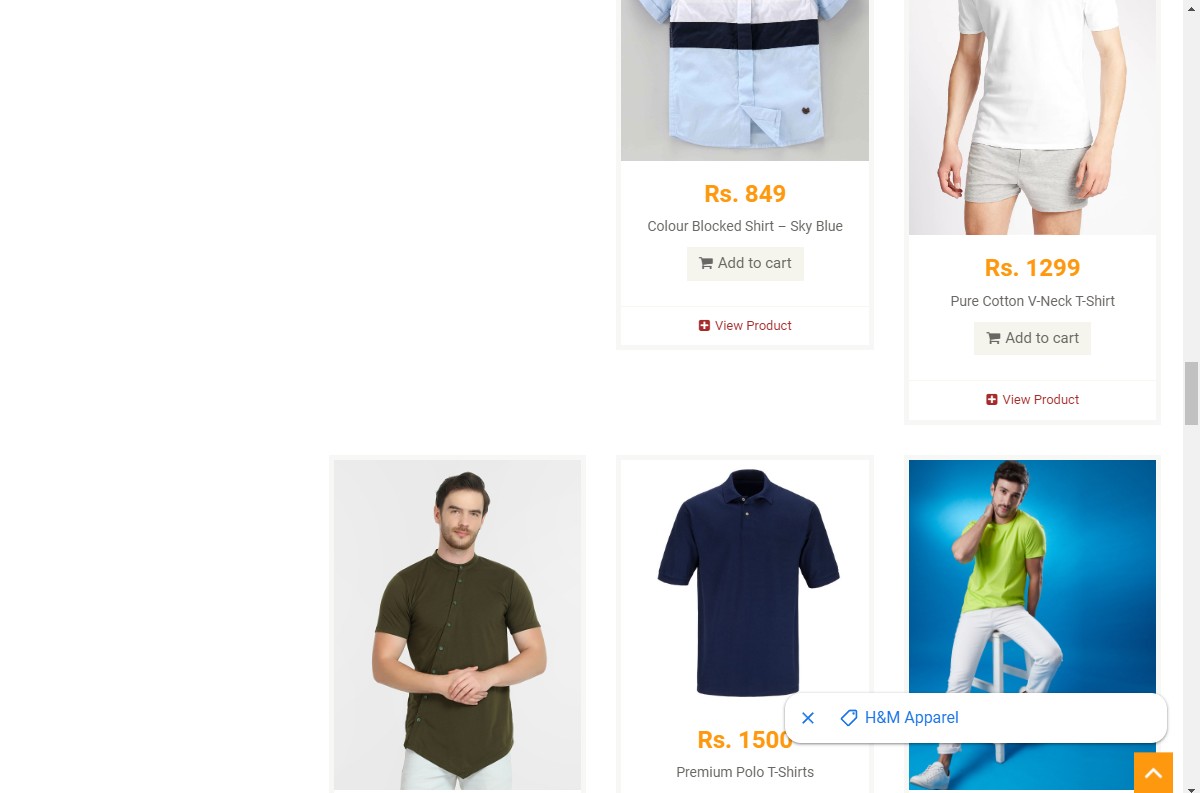 Rs. 849
Colour Blocked Shirt – Sky Blue
Add to cart
View Product
Rs. 1299
Pure Cotton V-Neck T-Shirt
Add to cart
View Product
Rs. 1500
Premium Polo T-Shirts
H&M Apparel